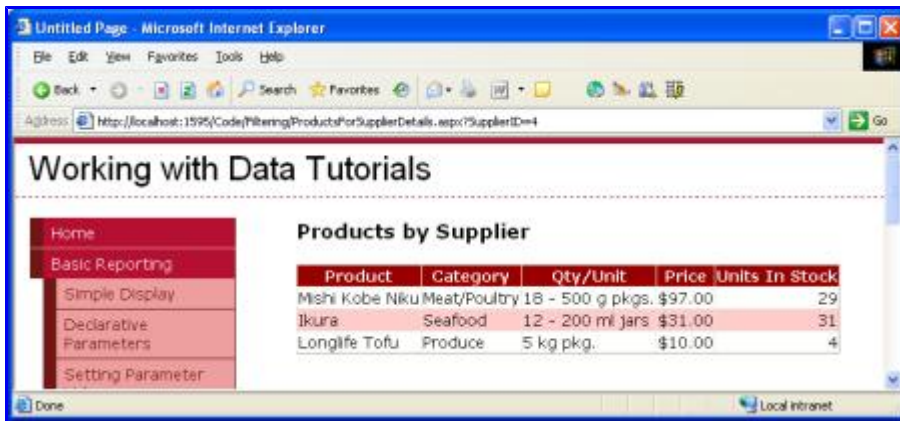 Untitled Page - Microsoft Internet Explorer
File Edit View Favorites Tools Help
Back Search Favorites
Address http://localhost:1595/Code/Filtering/ProductsForSupplierDetails.aspx?SupplierID=4 Go
Working with Data Tutorials
Home
Basic Reporting
Simple Display
Declarative
Parameters
Setting Parameter
Products by Supplier
Product Category Qty/Unit Price Units In Stock
Mishi Kobe Niku Meat/Poultry 18 - 500 g pkgs. $97.00 29
Ikura Seafood 12 - 200 ml jars $31.00 31
Longlife Tofu Produce 5 kg pkg. $10.00 4
Done Local intranet